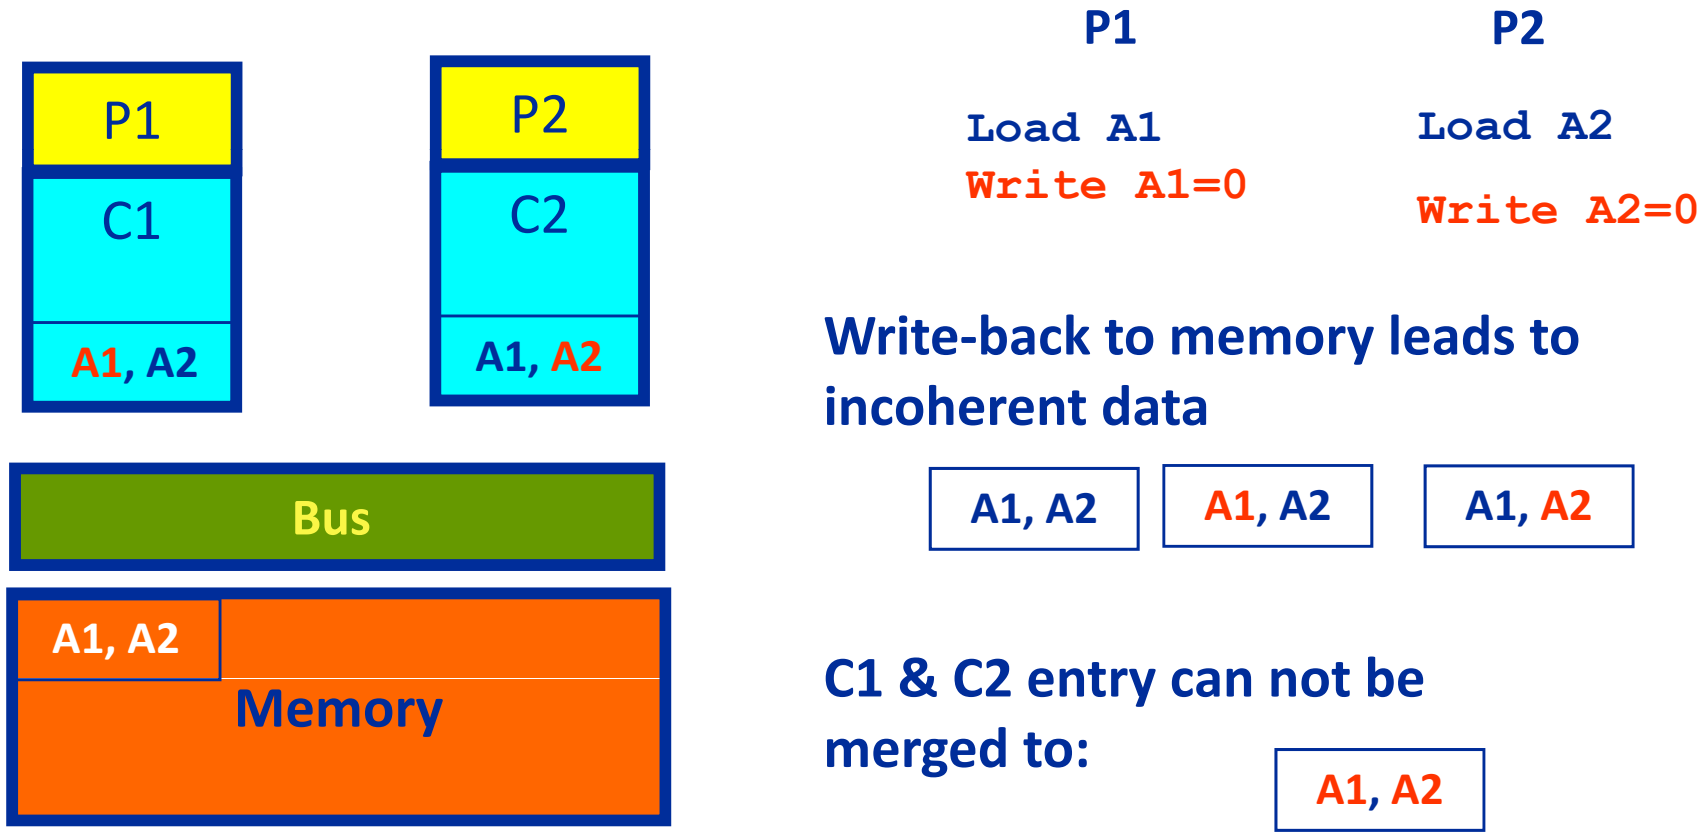 P1
P2
C1
C2
A1, A2
A1, A2
Bus
A1, A2
Memory
P1
P2
Load A1
Load A2
Write A1=0
Write A2=0
Write-back to memory leads to
incoherent data
A1, A2
A1, A2
A1, A2
C1 & C2 entry can not be
merged to:
A1, A2